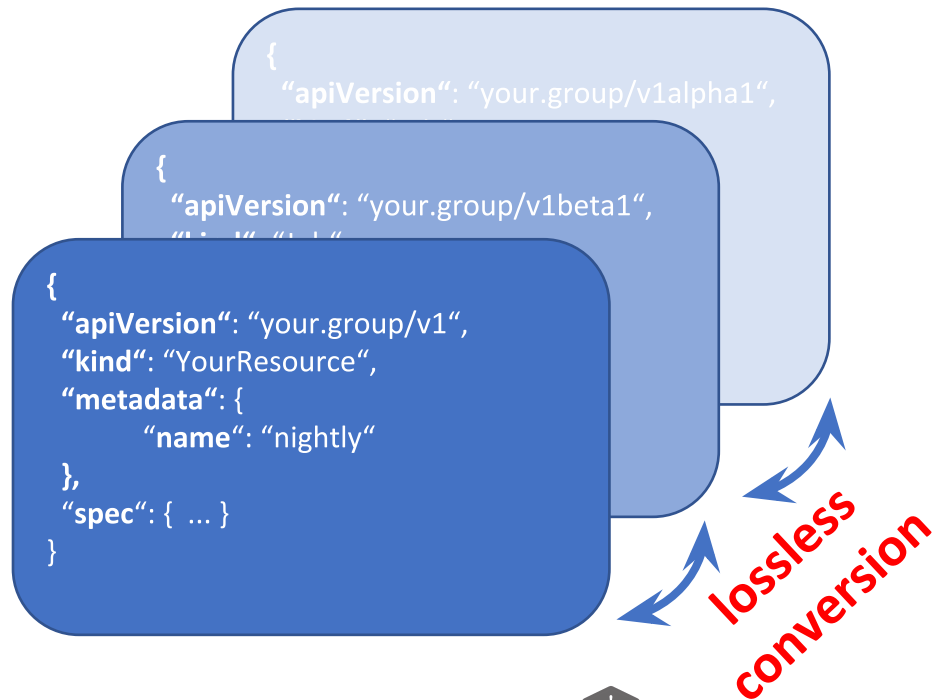 {
“apiVersion“: “your.group/v1alpha1“,
{
“apiVersion“: “your.group/v1beta1“,
{
“apiVersion“: “your.group/v1“,
“kind“: “YourResource“,
“metadata“: {
“name“: “nightly“
},
“spec“: { ... }
}
lossless
conversion